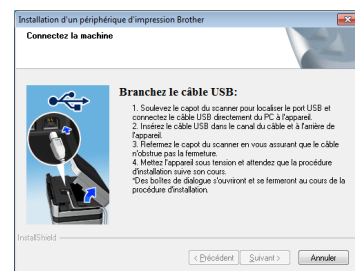 Installation d'un périphérique d'impression Brother
Connectez la machine
Branchez le câble USB:
1. Soulevez le capot du scanner pour localiser le port USB et
connectez le câble USB directement du PC à l'appareil.
2. Insérez le câble USB dans le canal du câble et à l'arrière de
l'appareil.
3. Refermez le capot du scanner en vous assurant que le câble
n'obstrue pas la fermeture.
4. Mettez l'appareil sous tension et attendez que la procédure
d'installation suive son cours.
*Des boîtes de dialogue s'ouvriront et se fermeront au cours de la
procédure d'installation.
InstallShield
< Précédent
Suivant >
Annuler